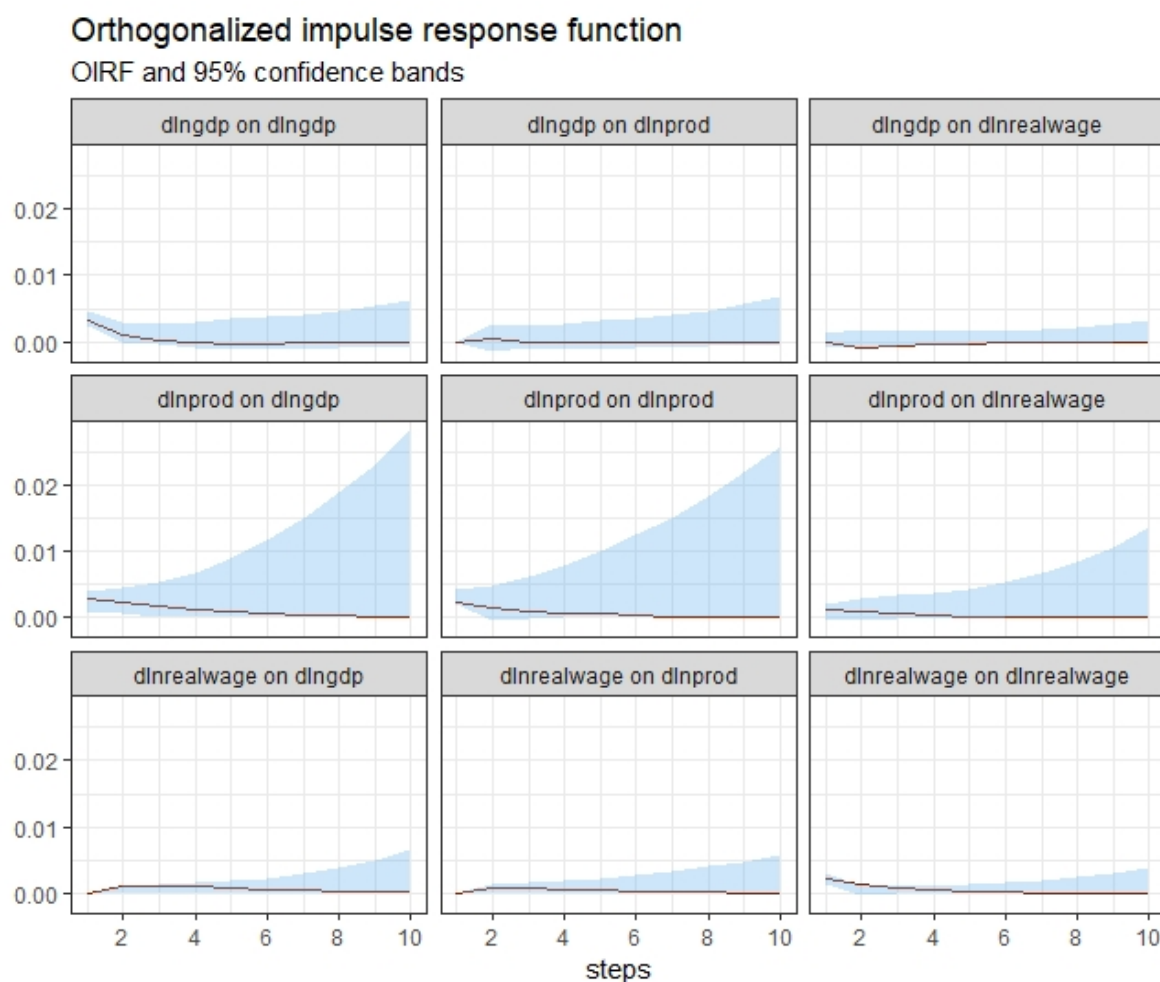 Orthogonalized impulse response function
OIRF and 95% confidence bands
dlngdp on dlngdp
dlngdp on dlnprod
dlngdp on dlnrealwage
0.02
0.01
0.00
dlnprod on dlngdp
dlnprod on dlnprod
dlnprod on dlnrealwage
0.02
0.01
0.00
dlnrealwage on dlngdp
dlnrealwage on dlnprod
dlnrealwage on dlnrealwage
0.02
0.01
0.00
2 4 6 8 10
2 4 6 8 10
2 4 6 8 10
steps